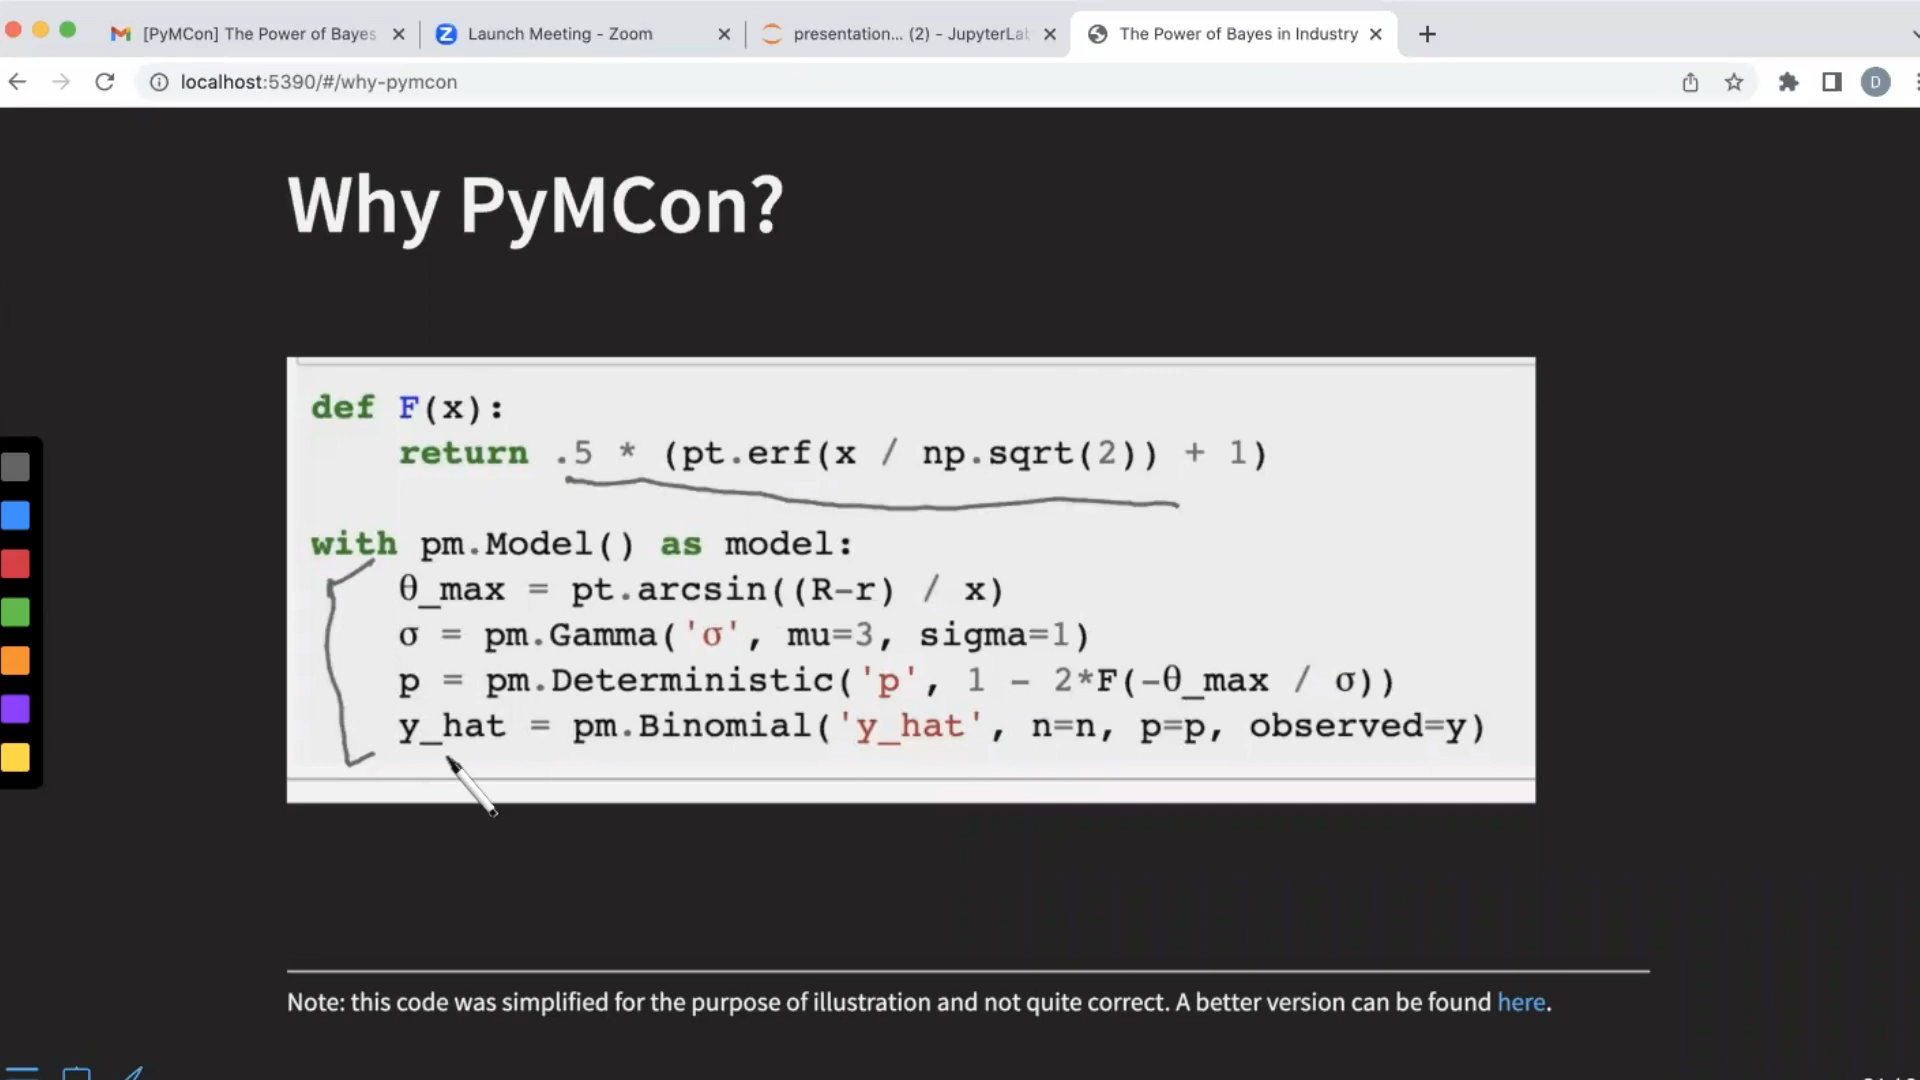 [PyMCon] The Power of Bayes
Launch Meeting - Zoom
presentation... (2) - JupyterLa
The Power of Bayes in Industry
localhost:5390/#/why-pymcon
D
Why PyMCon?
def F(x):
return .5 * (pt.erf(x / np.sqrt(2)) + 1)
with pm.Model() as model:
θ_max = pt.arcsin((R-r) / x)
σ = pm.Gamma('σ', mu=3, sigma=1)
p = pm.Deterministic('p', 1 - 2*F(-θ_max / σ))
y_hat = pm.Binomial('y_hat', n=n, p=p, observed=y)
Note: this code was simplified for the purpose of illustration and not quite correct. A better version can be found here.